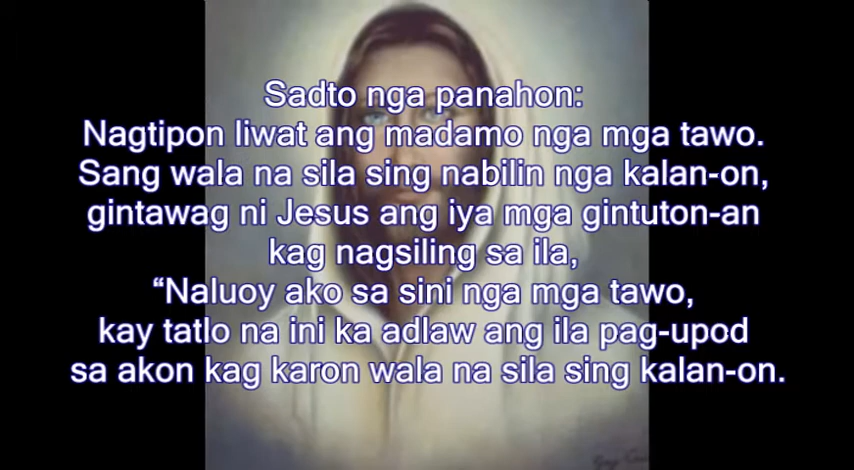 Sadto nga panahon:
Nagtipon liwat ang madamo nga mga tawo.
Sang wala na sila sing nabilin nga kalan-on,
gintawag ni Jesus ang iya mga gintuton-an
kag nagsiling sa ila,
“Naluoy ako sa sini nga mga tawo,
kay tatlo na ini ka adlaw ang ila pag-upod
sa akon kag karon wala na sila sing kalan-on.